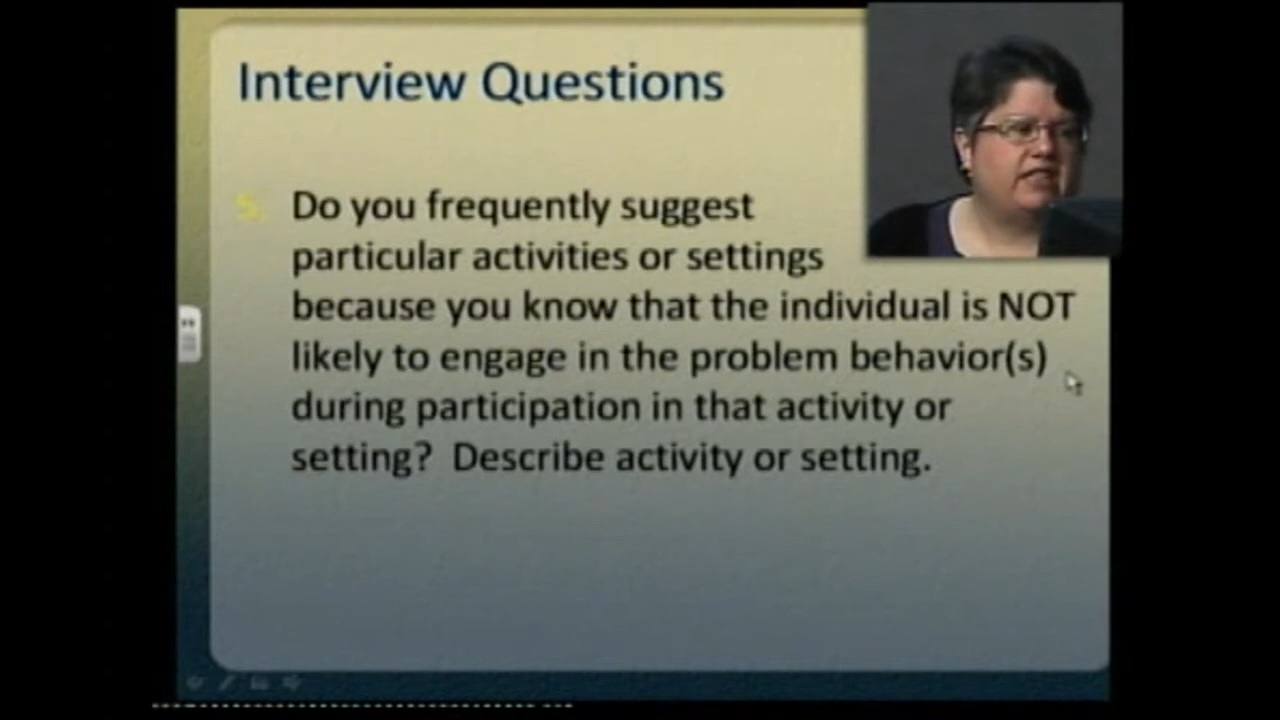 Interview Questions
5. Do you frequently suggest
particular activities or settings
because you know that the individual is NOT
likely to engage in the problem behavior(s)
during participation in that activity or
setting? Describe activity or setting.